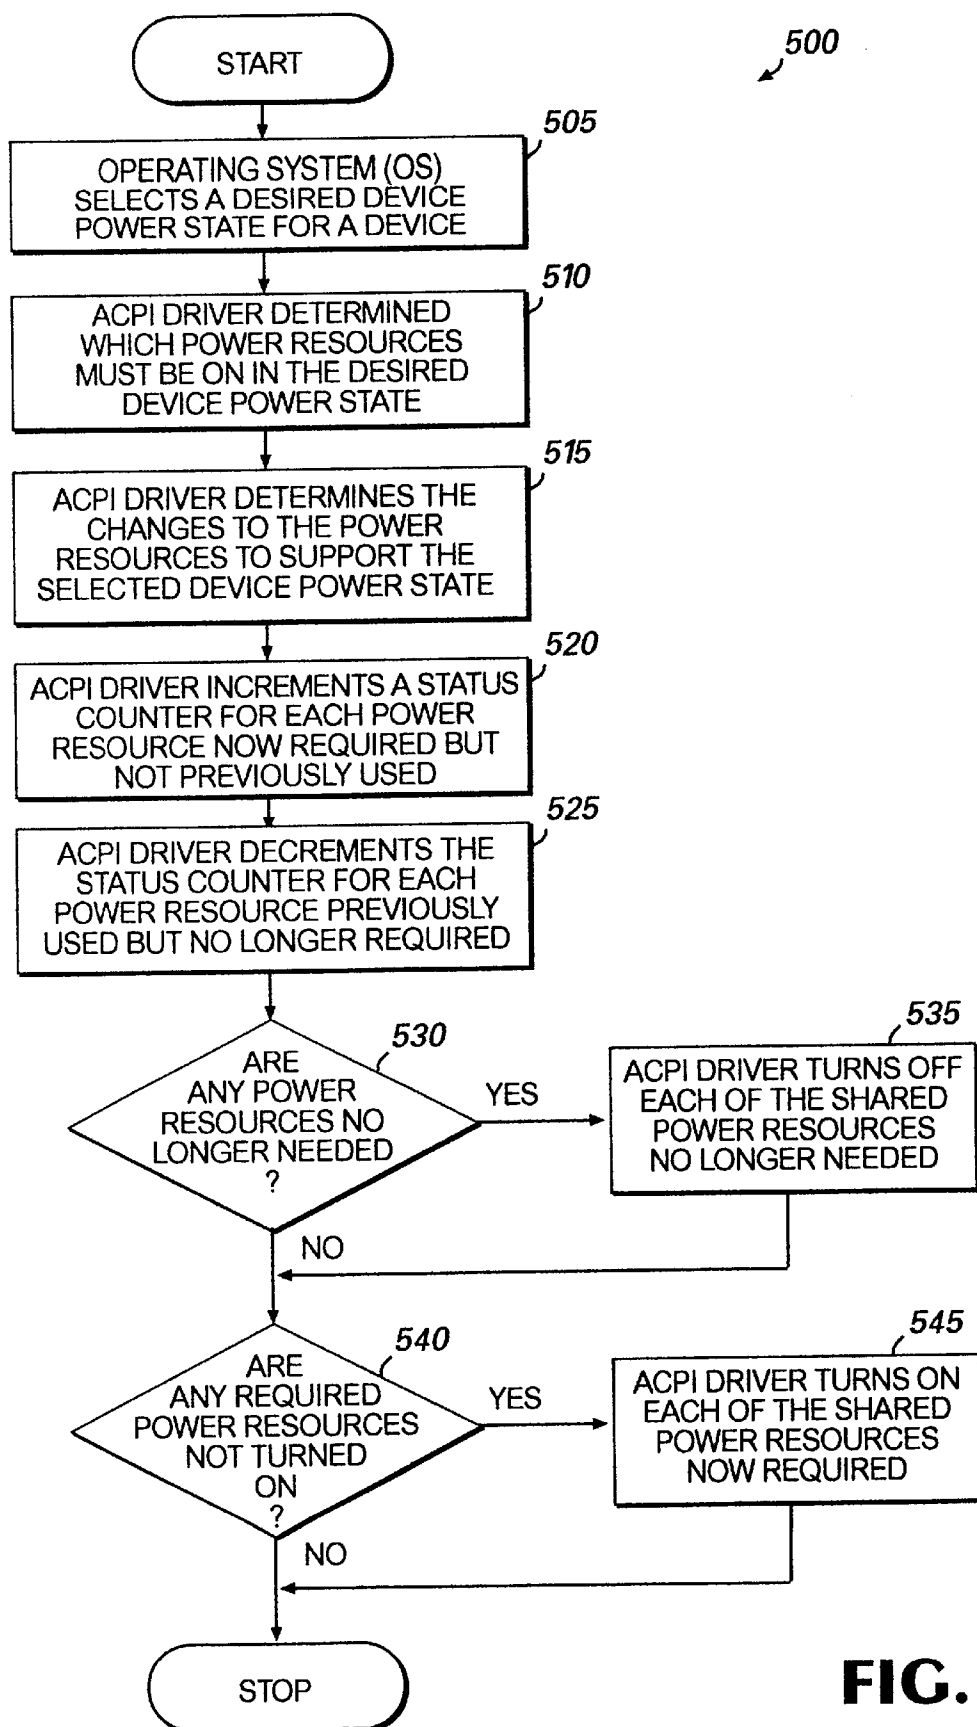 START
500
505
OPERATING SYSTEM (OS)
SELECTS A DESIRED DEVICE
POWER STATE FOR A DEVICE
510
ACPI DRIVER DETERMINED
WHICH POWER RESOURCES
MUST BE ON IN THE DESIRED
DEVICE POWER STATE
515
ACPI DRIVER DETERMINES THE
CHANGES TO THE POWER
RESOURCES TO SUPPORT THE
SELECTED DEVICE POWER STATE
520
ACPI DRIVER INCREMENTS A STATUS
COUNTER FOR EACH POWER
RESOURCE NOW REQUIRED BUT
NOT PREVIOUSLY USED
525
ACPI DRIVER DECREMENTS THE
STATUS COUNTER FOR EACH
POWER RESOURCE PREVIOUSLY
USED BUT NO LONGER REQUIRED
530
ARE
ANY POWER
RESOURCES NO
LONGER NEEDED
?
YES
535
ACPI DRIVER TURNS OFF
EACH OF THE SHARED
POWER RESOURCES
NO LONGER NEEDED
NO
540
ARE
ANY REQUIRED
POWER RESOURCES
NOT TURNED
ON
?
YES
545
ACPI DRIVER TURNS ON
EACH OF THE SHARED
POWER RESOURCES
NOW REQUIRED
NO
STOP
FIG.